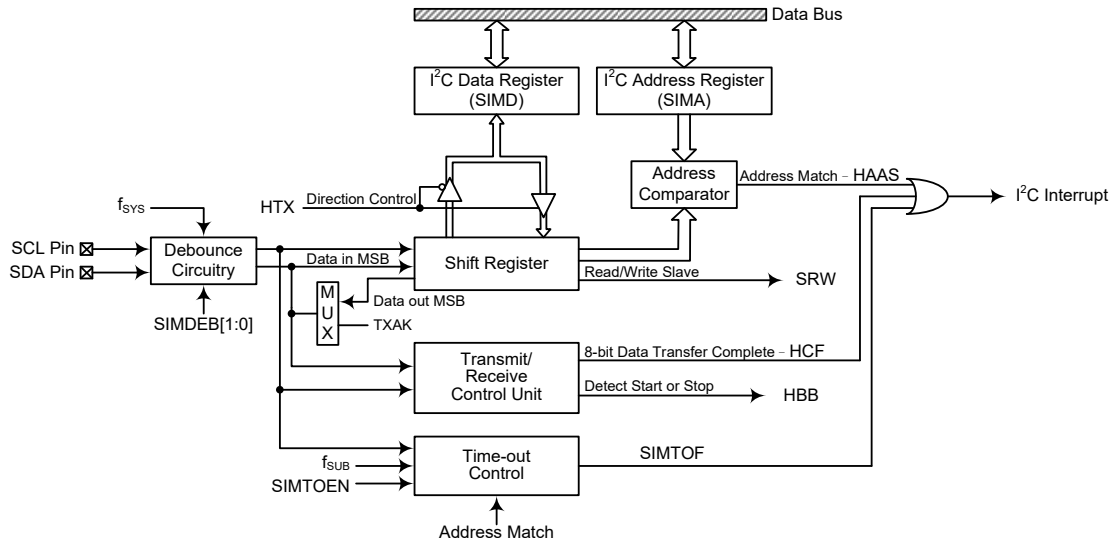 Data Bus
I²C Data Register
(SIMD)
I²C Address Register
(SIMA)
Address
Comparator
Address Match - HAAS
I²C Interrupt
HTX
Direction Control
fSYS
SCL Pin
SDA Pin
Debounce
Circuitry
SIMDEB[1:0]
Data in MSB
Shift Register
Read/Write Slave
SRW
M
U
X
Data out MSB
TXAK
Transmit/
Receive
Control Unit
8-bit Data Transfer Complete - HCF
Detect Start or Stop
HBB
fSUB
SIMTOEN
Time-out
Control
SIMTOF
Address Match